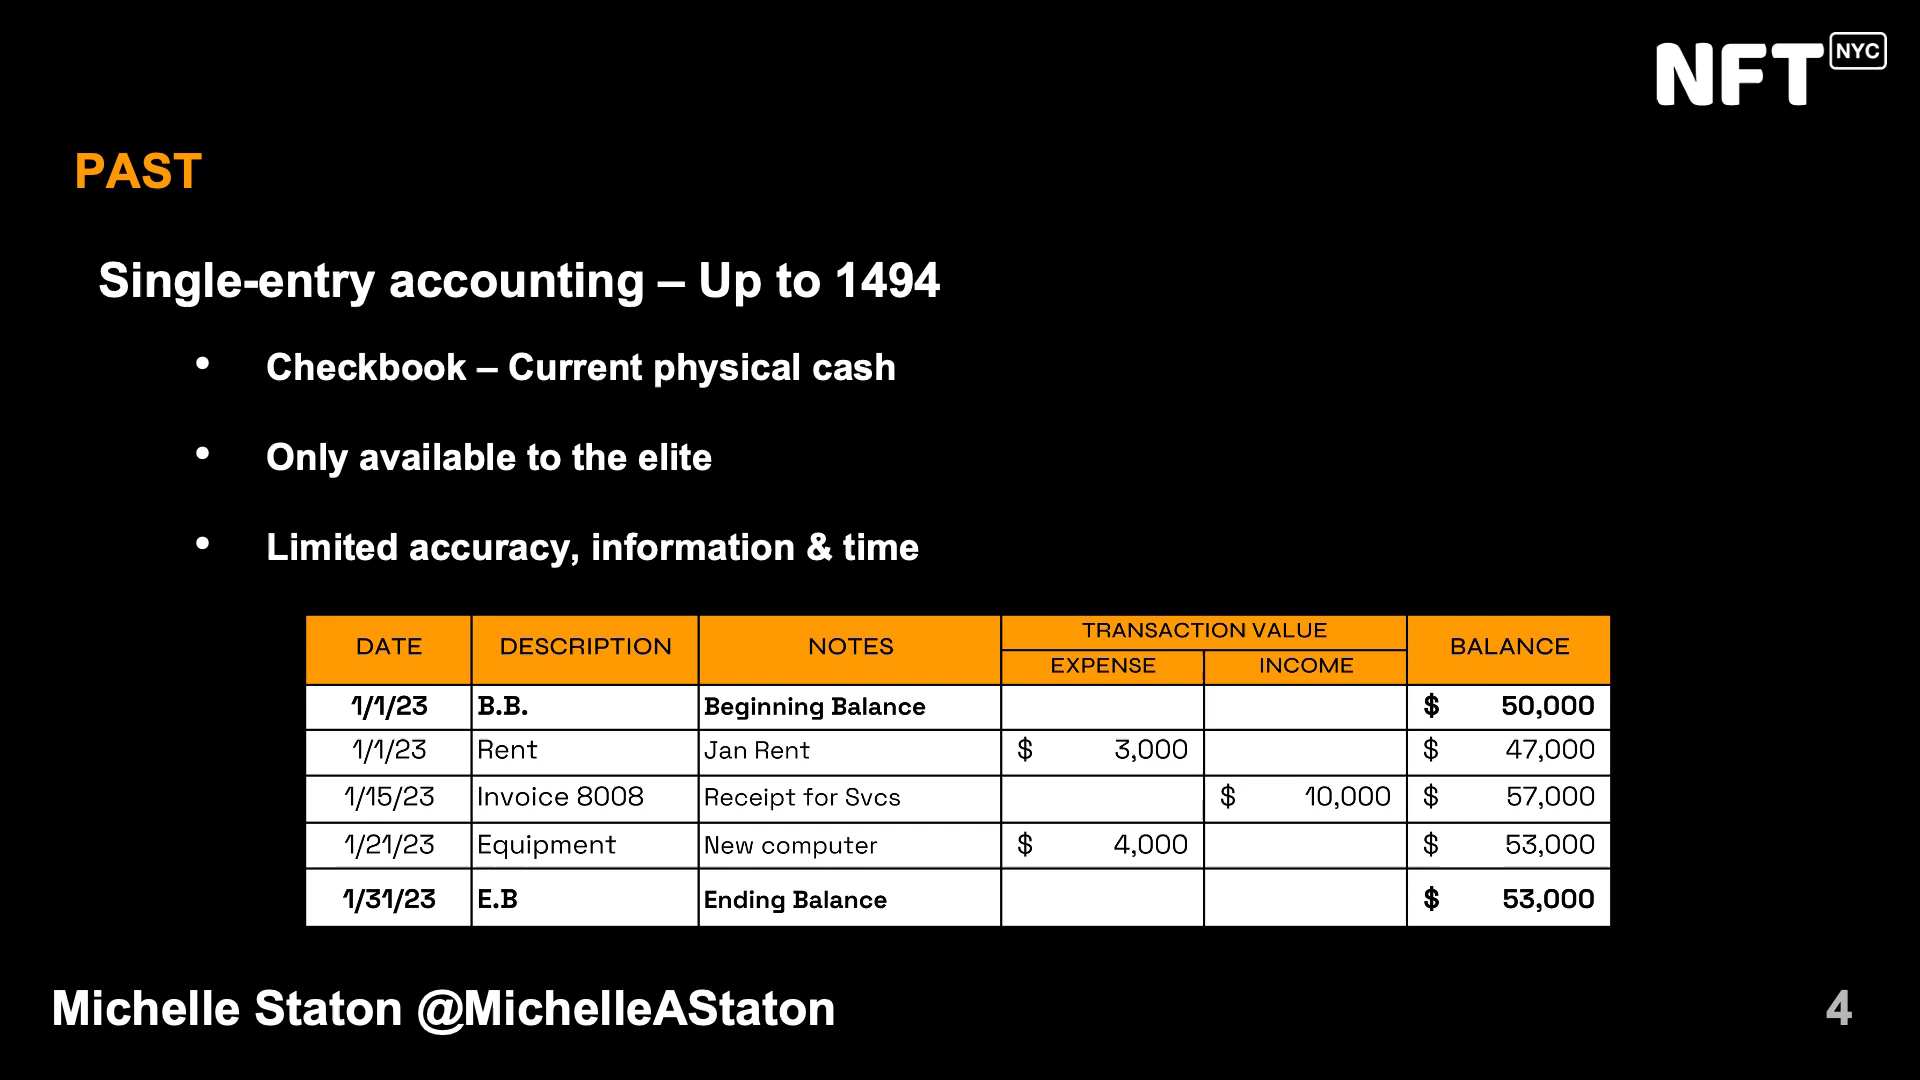 NFT NYC
PAST
Single-entry accounting – Up to 1494
• Checkbook – Current physical cash
• Only available to the elite
• Limited accuracy, information & time
DATE DESCRIPTION NOTES TRANSACTION VALUE BALANCE
EXPENSE INCOME
1/1/23 B.B. Beginning Balance $ 50,000
1/1/23 Rent Jan Rent $ 3,000 $ 47,000
1/15/23 Invoice 8008 Receipt for Svcs $ 10,000 $ 57,000
1/21/23 Equipment New computer $ 4,000 $ 53,000
1/31/23 E.B Ending Balance $ 53,000
Michelle Staton @MichelleAStaton
4